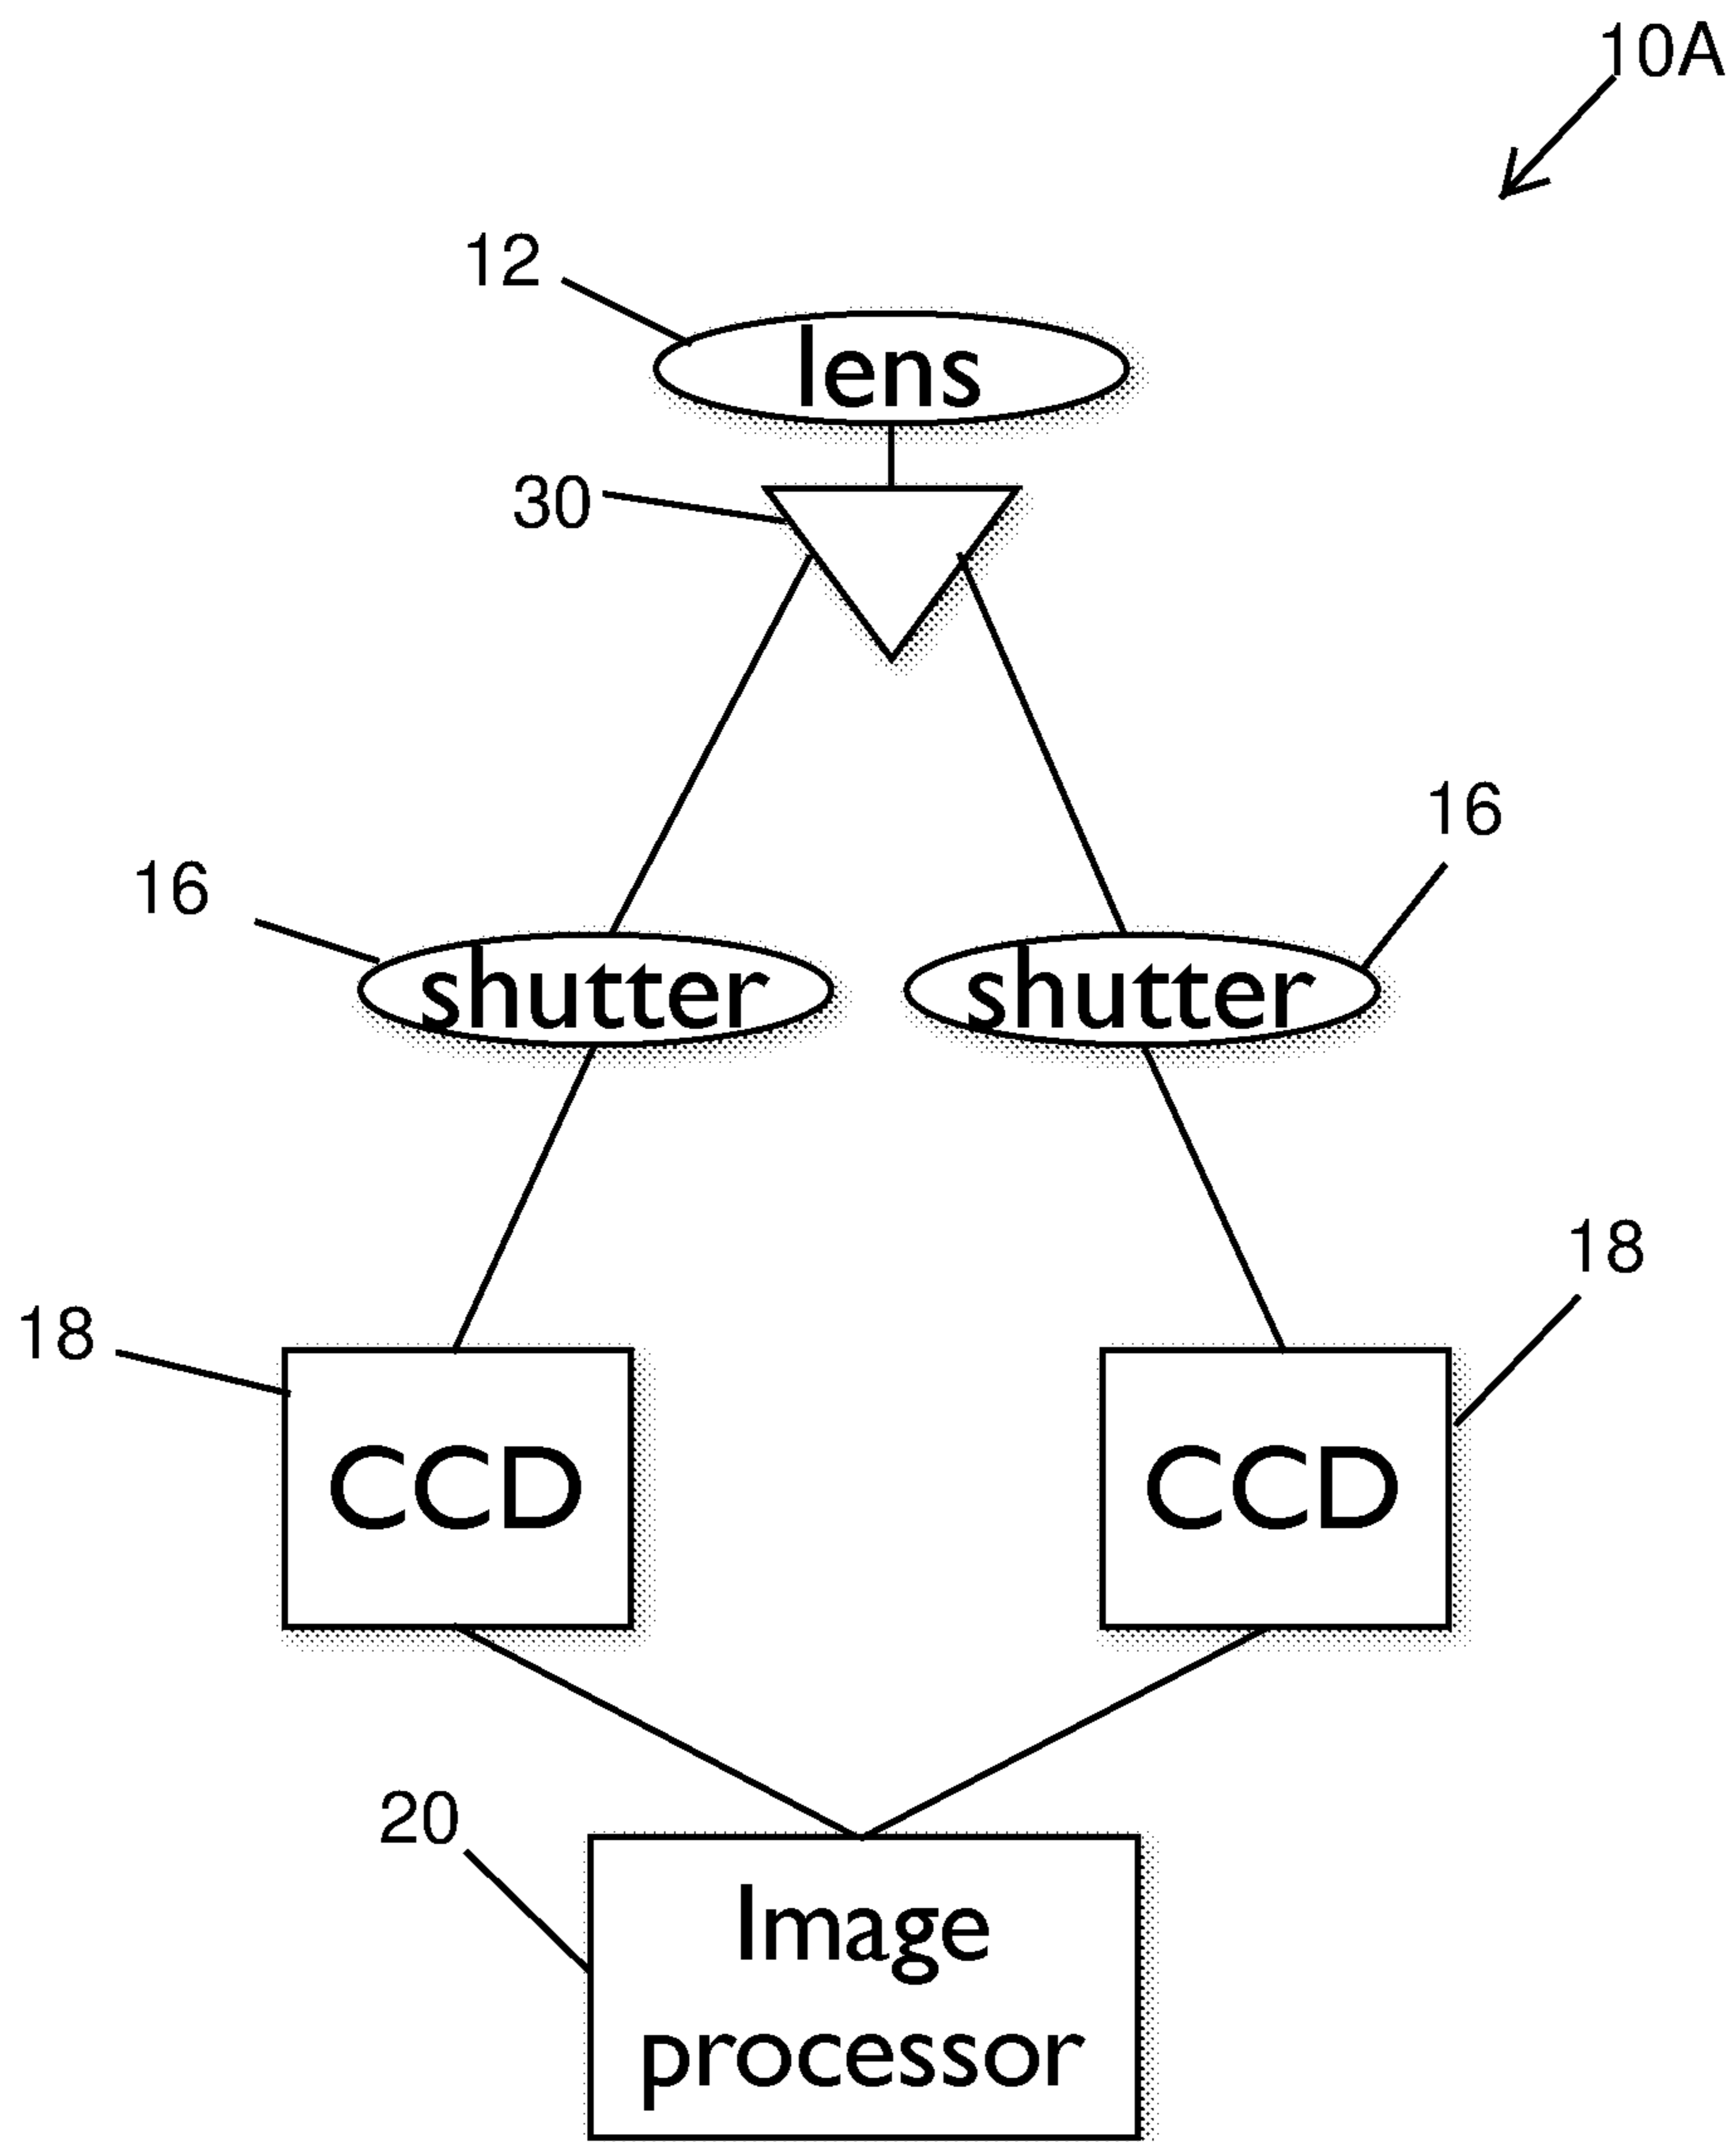 10A
12
lens
30
16
16
shutter
shutter
18
18
CCD
CCD
20
Image
processor